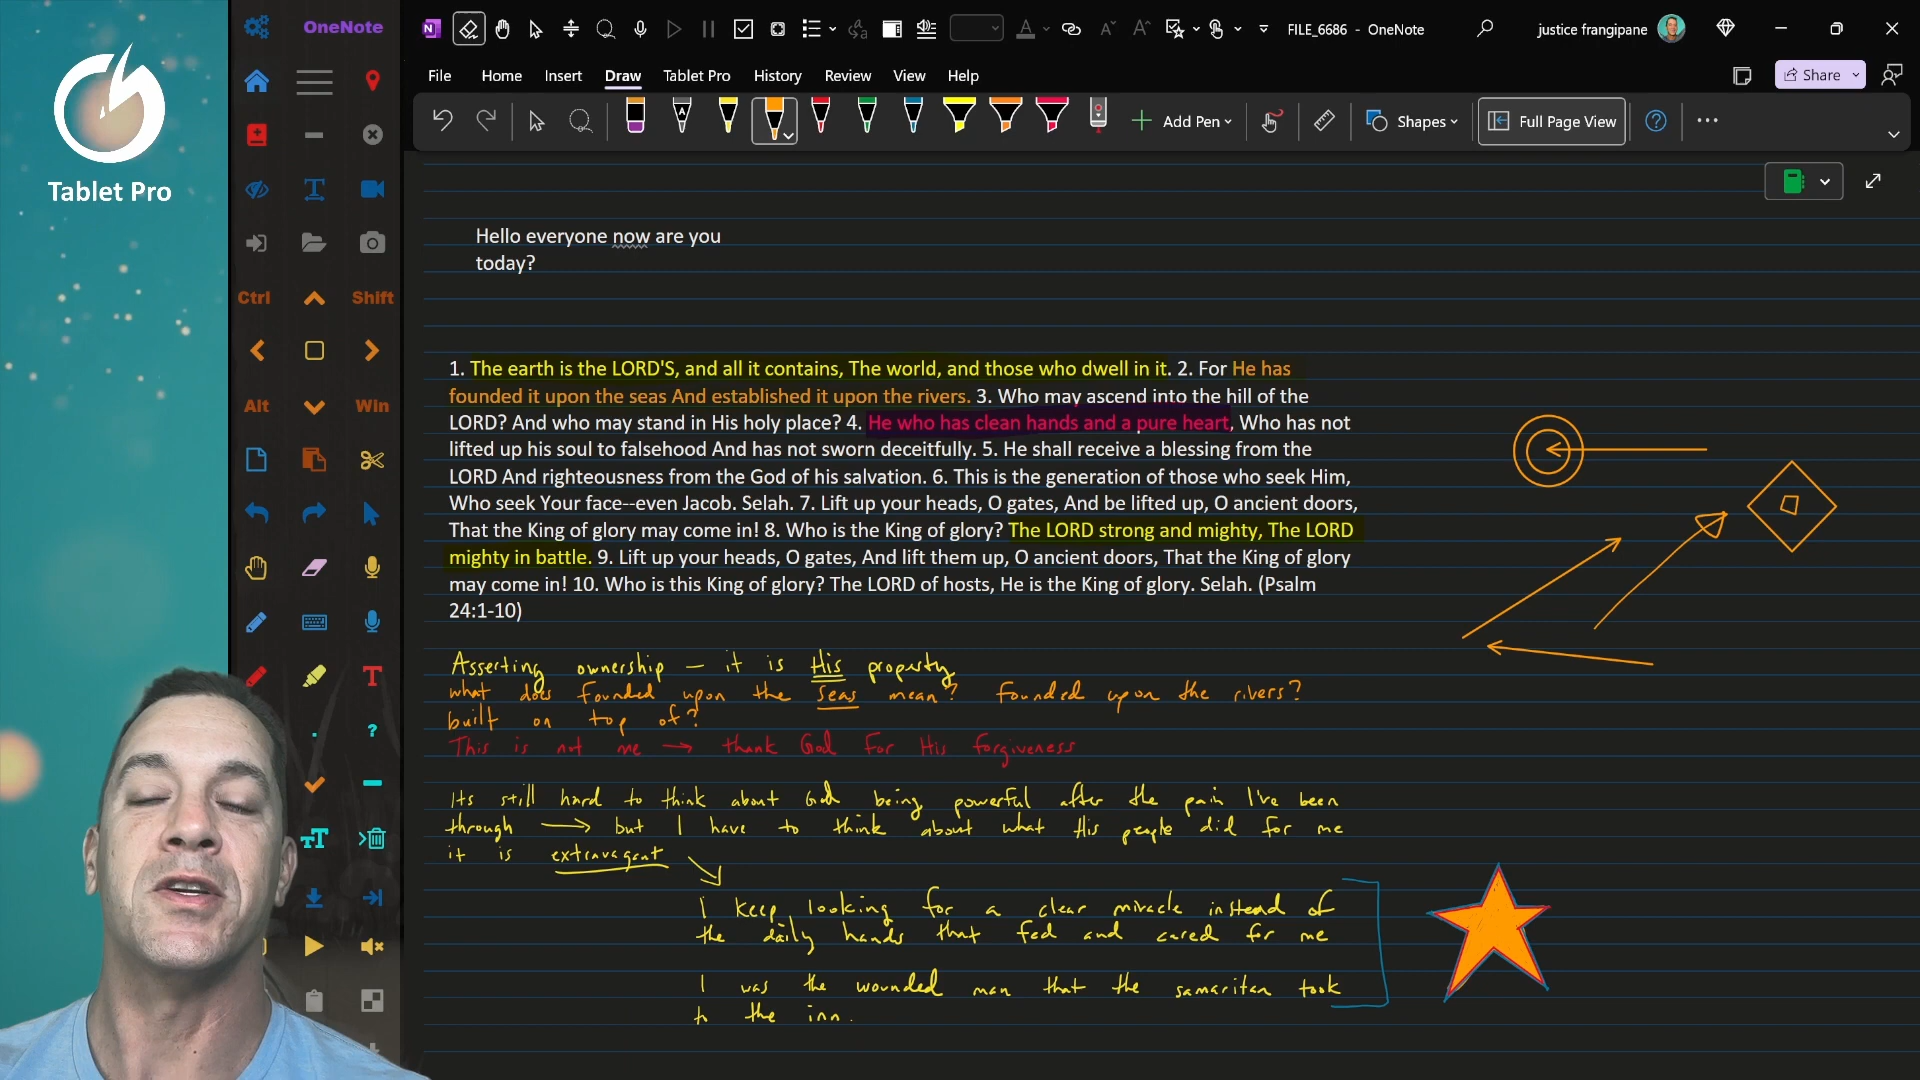 OneNote
FILE_6686 - OneNote
justice frangipane
File Home Insert Draw Tablet Pro History Review View Help
Share
Add Pen
Shapes
Full Page View
Tablet Pro
Ctrl
Shift
Alt
Win
Hello everyone now are you
today?
1. The earth is the LORD'S, and all it contains, The world, and those who dwell in it. 2. For He has
founded it upon the seas And established it upon the rivers. 3. Who may ascend into the hill of the
LORD? And who may stand in His holy place? 4. He who has clean hands and a pure heart, Who has not
lifted up his soul to falsehood And has not sworn deceitfully. 5. He shall receive a blessing from the
LORD And righteousness from the God of his salvation. 6. This is the generation of those who seek Him,
Who seek Your face--even Jacob. Selah. 7. Lift up your heads, O gates, And be lifted up, O ancient doors,
That the King of glory may come in! 8. Who is the King of glory? The LORD strong and mighty, The LORD
mighty in battle. 9. Lift up your heads, O gates, And lift them up, O ancient doors, That the King of glory
may come in! 10. Who is this King of glory? The LORD of hosts, He is the King of glory. Selah. (Psalm
24:1-10)
Asserting ownership – it is His property
what does founded upon the seas mean? founded upon the rivers?
built on top of?
This is not me → thank God for His forgiveness
Its still hard to think about God being powerful after the pain I've been
through → but I have to think about what His people did for me
it is extravagant
I keep looking for a clear miracle instead of
the daily hands that fed and cared for me
I was the wounded man that the samaritan took
to the inn.